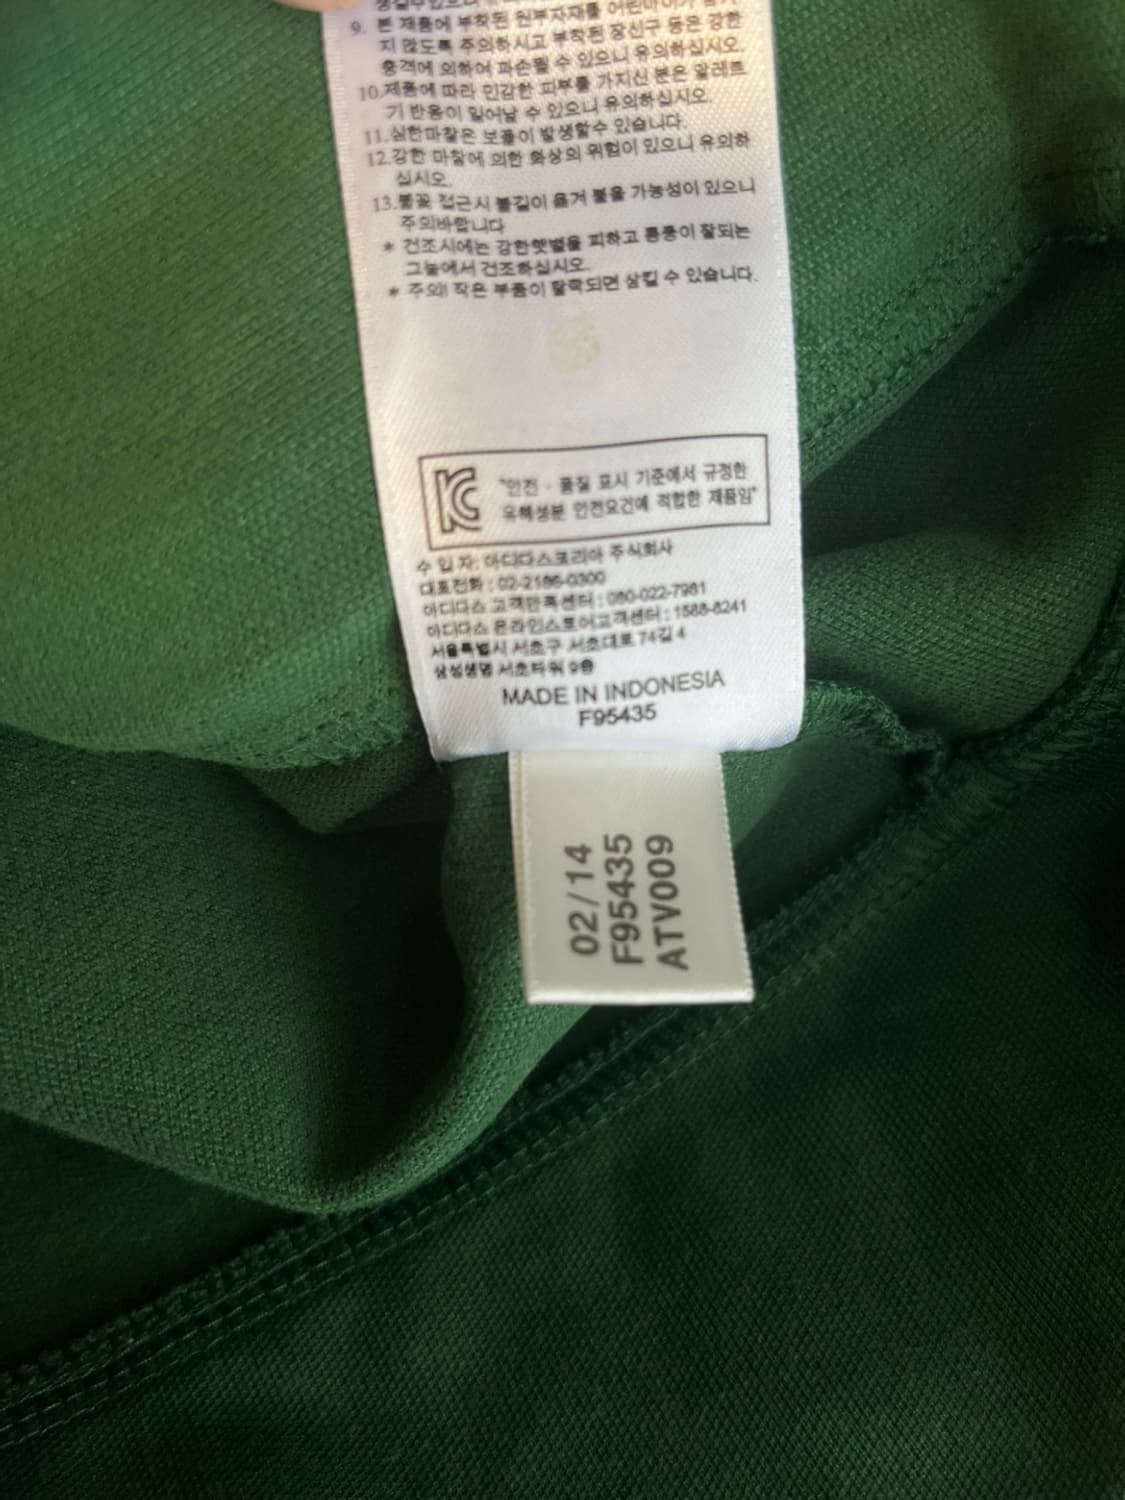 9. 본 제품에 부착된 원부자재를 어린아이가
지 않도록 주의하시고 부착된 장신구 등은 강한
충격에 의하여 파손될 수 있으니 유의하십시오.
10.제품에 따라 민감한 피부를 가지신 분은 알레르
기 반응이 일어날 수 있으니 유의하십시오.
11.심한마찰은 보풀이 발생할수 있습니다.
12.강한 마찰에 의한 화상의 위험이 있으니 유의하
십시오.
13.불꽃 접근시 불길이 옮겨 붙을 가능성이 있으니
주의바랍니다
* 건조시에는 강한햇볕을 피하고 통풍이 잘되는
그늘에서 건조하십시오.
* 주의! 작은 부품이 탈락되면 삼킬 수 있습니다.
"안전 · 품질 표시 기준에서 규정한
유해성분 안전요건에 적합한 제품임"
수 입 자: 아디다스코리아 주식회사
대표전화 : 02-2186-0300
아디다스 고객만족센터 : 080-022-7981
아디다스 온라인스토어고객센터 : 1588-8241
서울특별시 서초구 서초대로 74길 4
삼성생명 서초타워 9층
MADE IN INDONESIA
F95435
02/14
F95435
ATV009